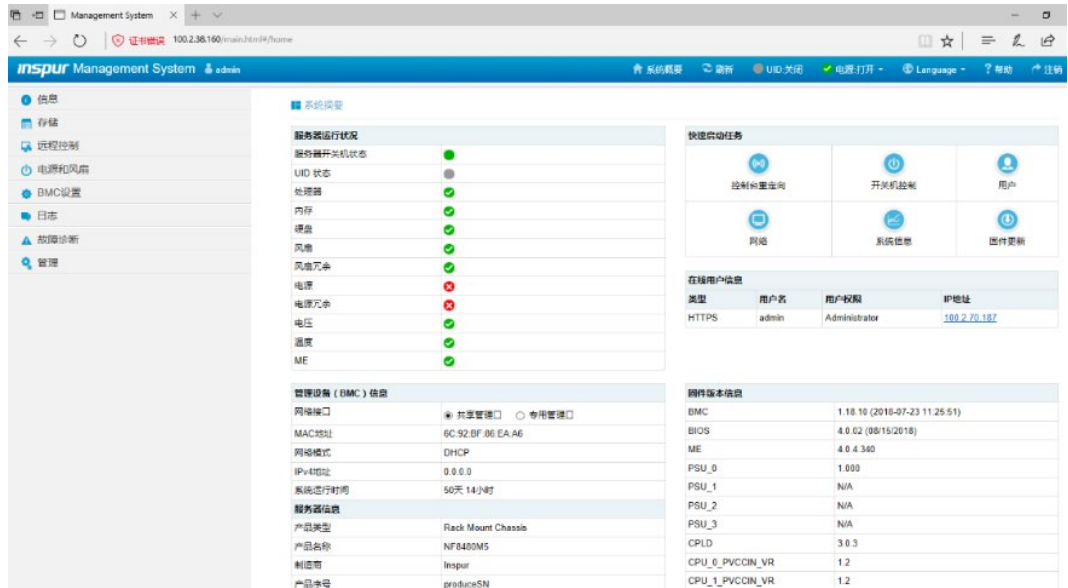 Management System
证书错误 100.2.38.160/main.html#/home
inspur Management System admin
系统概要 刷新 UID:关闭 电源:打开 Language 帮助 注销
信息
存储
远程控制
电源和风扇
BMC设置
日志
故障诊断
管理
系统摘要
服务器运行状况
服务器开关机状态
UID 状态
处理器
内存
硬盘
风扇
风扇冗余
电源
电源冗余
电压
温度
ME
快速启动任务
控制台重定向 开关机控制 用户
网络 系统信息 固件更新
在线用户信息
类型 用户名 用户权限 IP地址
HTTPS admin Administrator 100.2.70.187
管理设备 ( BMC ) 信息
网络接口 共享管理口 专用管理口
MAC地址 6C:92:BF:86:EA:A6
网络模式 DHCP
IPv4地址 0.0.0.0
系统运行时间 50天 14小时
服务器信息
产品类型 Rack Mount Chassis
产品名称 NF8480M5
制造商 Inspur
产品序号 produceSN
固件版本信息
BMC 1.18.10 (2018-07-23 11:25:51)
BIOS 4.0.02 (08/15/2018)
ME 4.0.4.340
PSU_0 1.000
PSU_1 N/A
PSU_2 N/A
PSU_3 N/A
CPLD 3.0.3
CPU_0_PVCCIN_VR 1.2
CPU_1_PVCCIN_VR 1.2